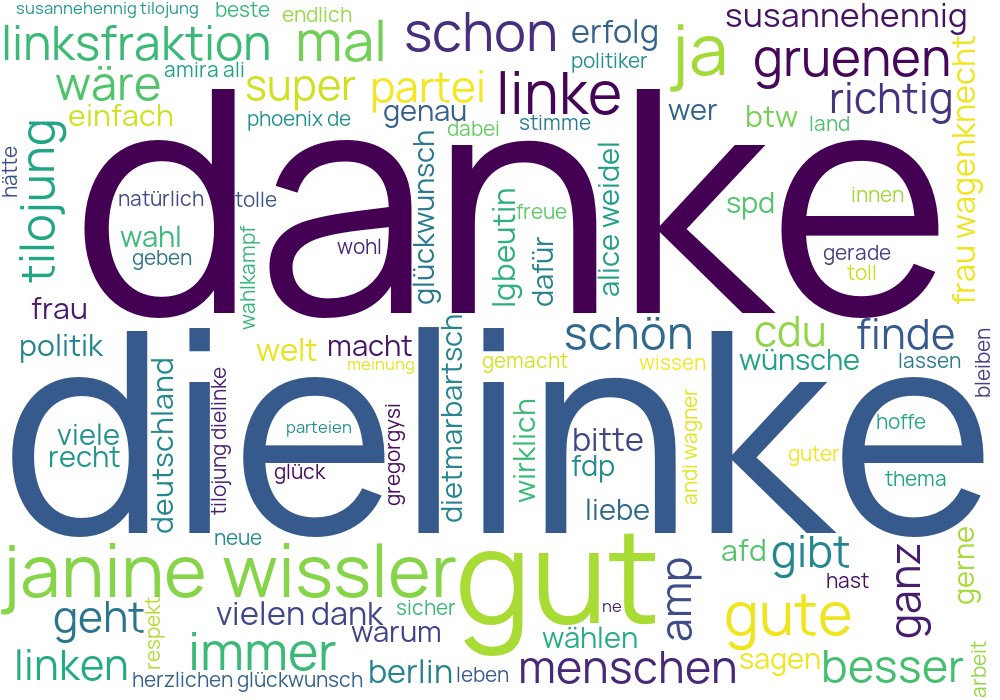 susannehennig tilojung
beste
endlich
susannehennig
linksfraktion
mal
schon
erfolg
ja
gruenen
politiker
wäre
amira ali
super
partei
linke
richtig
einfach
phoenix de
genau
dabei
stimme
wer
btw
land
frau wagenknecht
hätte
tilojung
danke
natürlich
tolle
glückwunsch
lgbeutin
freue
dafür
alice weidel
spd
innen
wahl
geben
wahlkampf
wohl
gerade
toll
frau
politik
welt
macht
meinung
schön
cdu
finde
gemacht
wissen
wünsche
lassen
bleiben
dielinke
deutschland
tilojung dielinke
parteien
gregorgysi
dietmarbartsch
wirklich
bitte
fdp
andi wagner
hoffe
viele
recht
glück
guter
thema
liebe
neue
janine wissler
gut
amp
afd
gibt
hast
ganz
gerne
geht
respekt
vielen dank
sicher
ne
warum
wählen
gute
linken
immer
herzlichen glückwunsch
berlin
leben
menschen
sagen
besser
arbeit